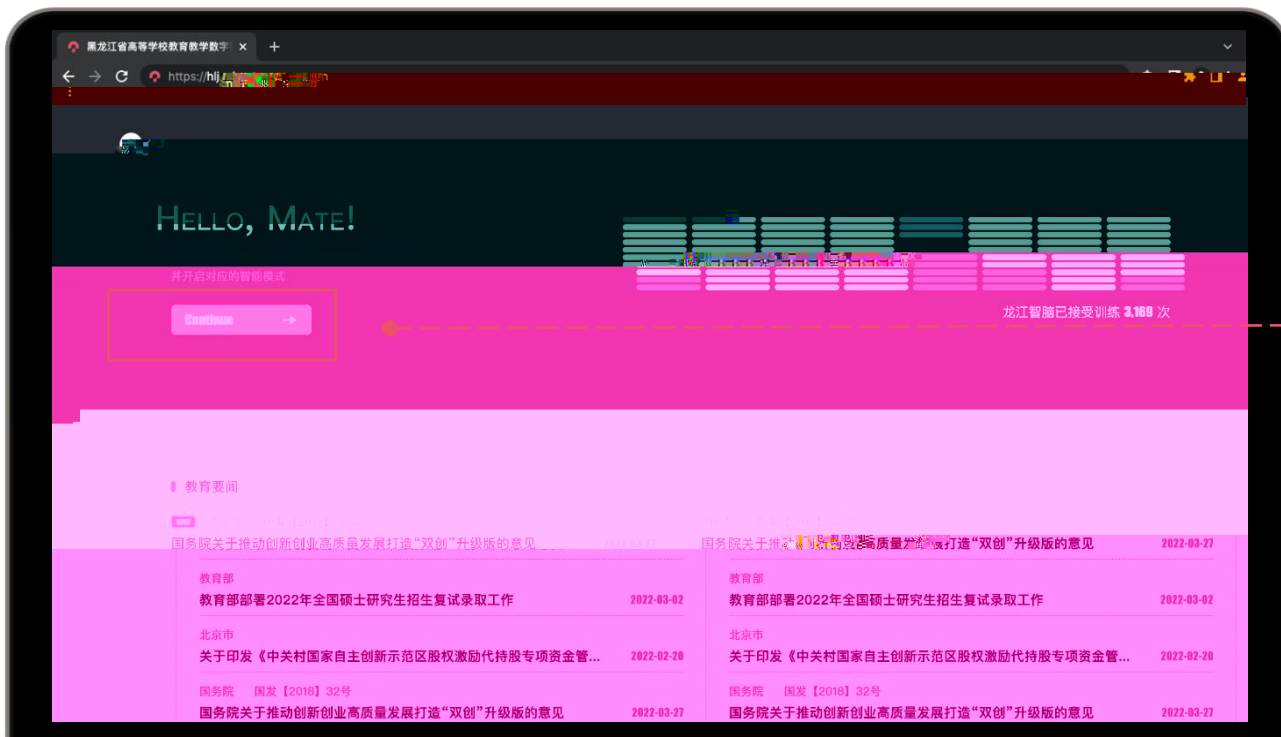 黑龙江省高等学校教育教学数字
https://hlj
HELLO, MATE!
并开启对应的智能模式
Continue →
龙江智脑已接受训练 3,169 次
教育要闻
国务院关于推动创新创业高质量发展打造“双创”升级版的意见 2022-03-27
教育部
教育部部署2022年全国硕士研究生招生复试录取工作 2022-03-02
北京市
关于印发《中关村国家自主创新示范区股权激励代持股专项资金管... 2022-02-20
国务院 国发【2018】32号
国务院关于推动创新创业高质量发展打造“双创”升级版的意见 2022-03-27
国务院关于推 质量发展打造“双创”升级版的意见 2022-03-27
教育部
教育部部署2022年全国硕士研究生招生复试录取工作 2022-03-02
北京市
关于印发《中关村国家自主创新示范区股权激励代持股专项资金管... 2022-02-20
国务院 国发【2018】32号
国务院关于推动创新创业高质量发展打造“双创”升级版的意见 2022-03-27